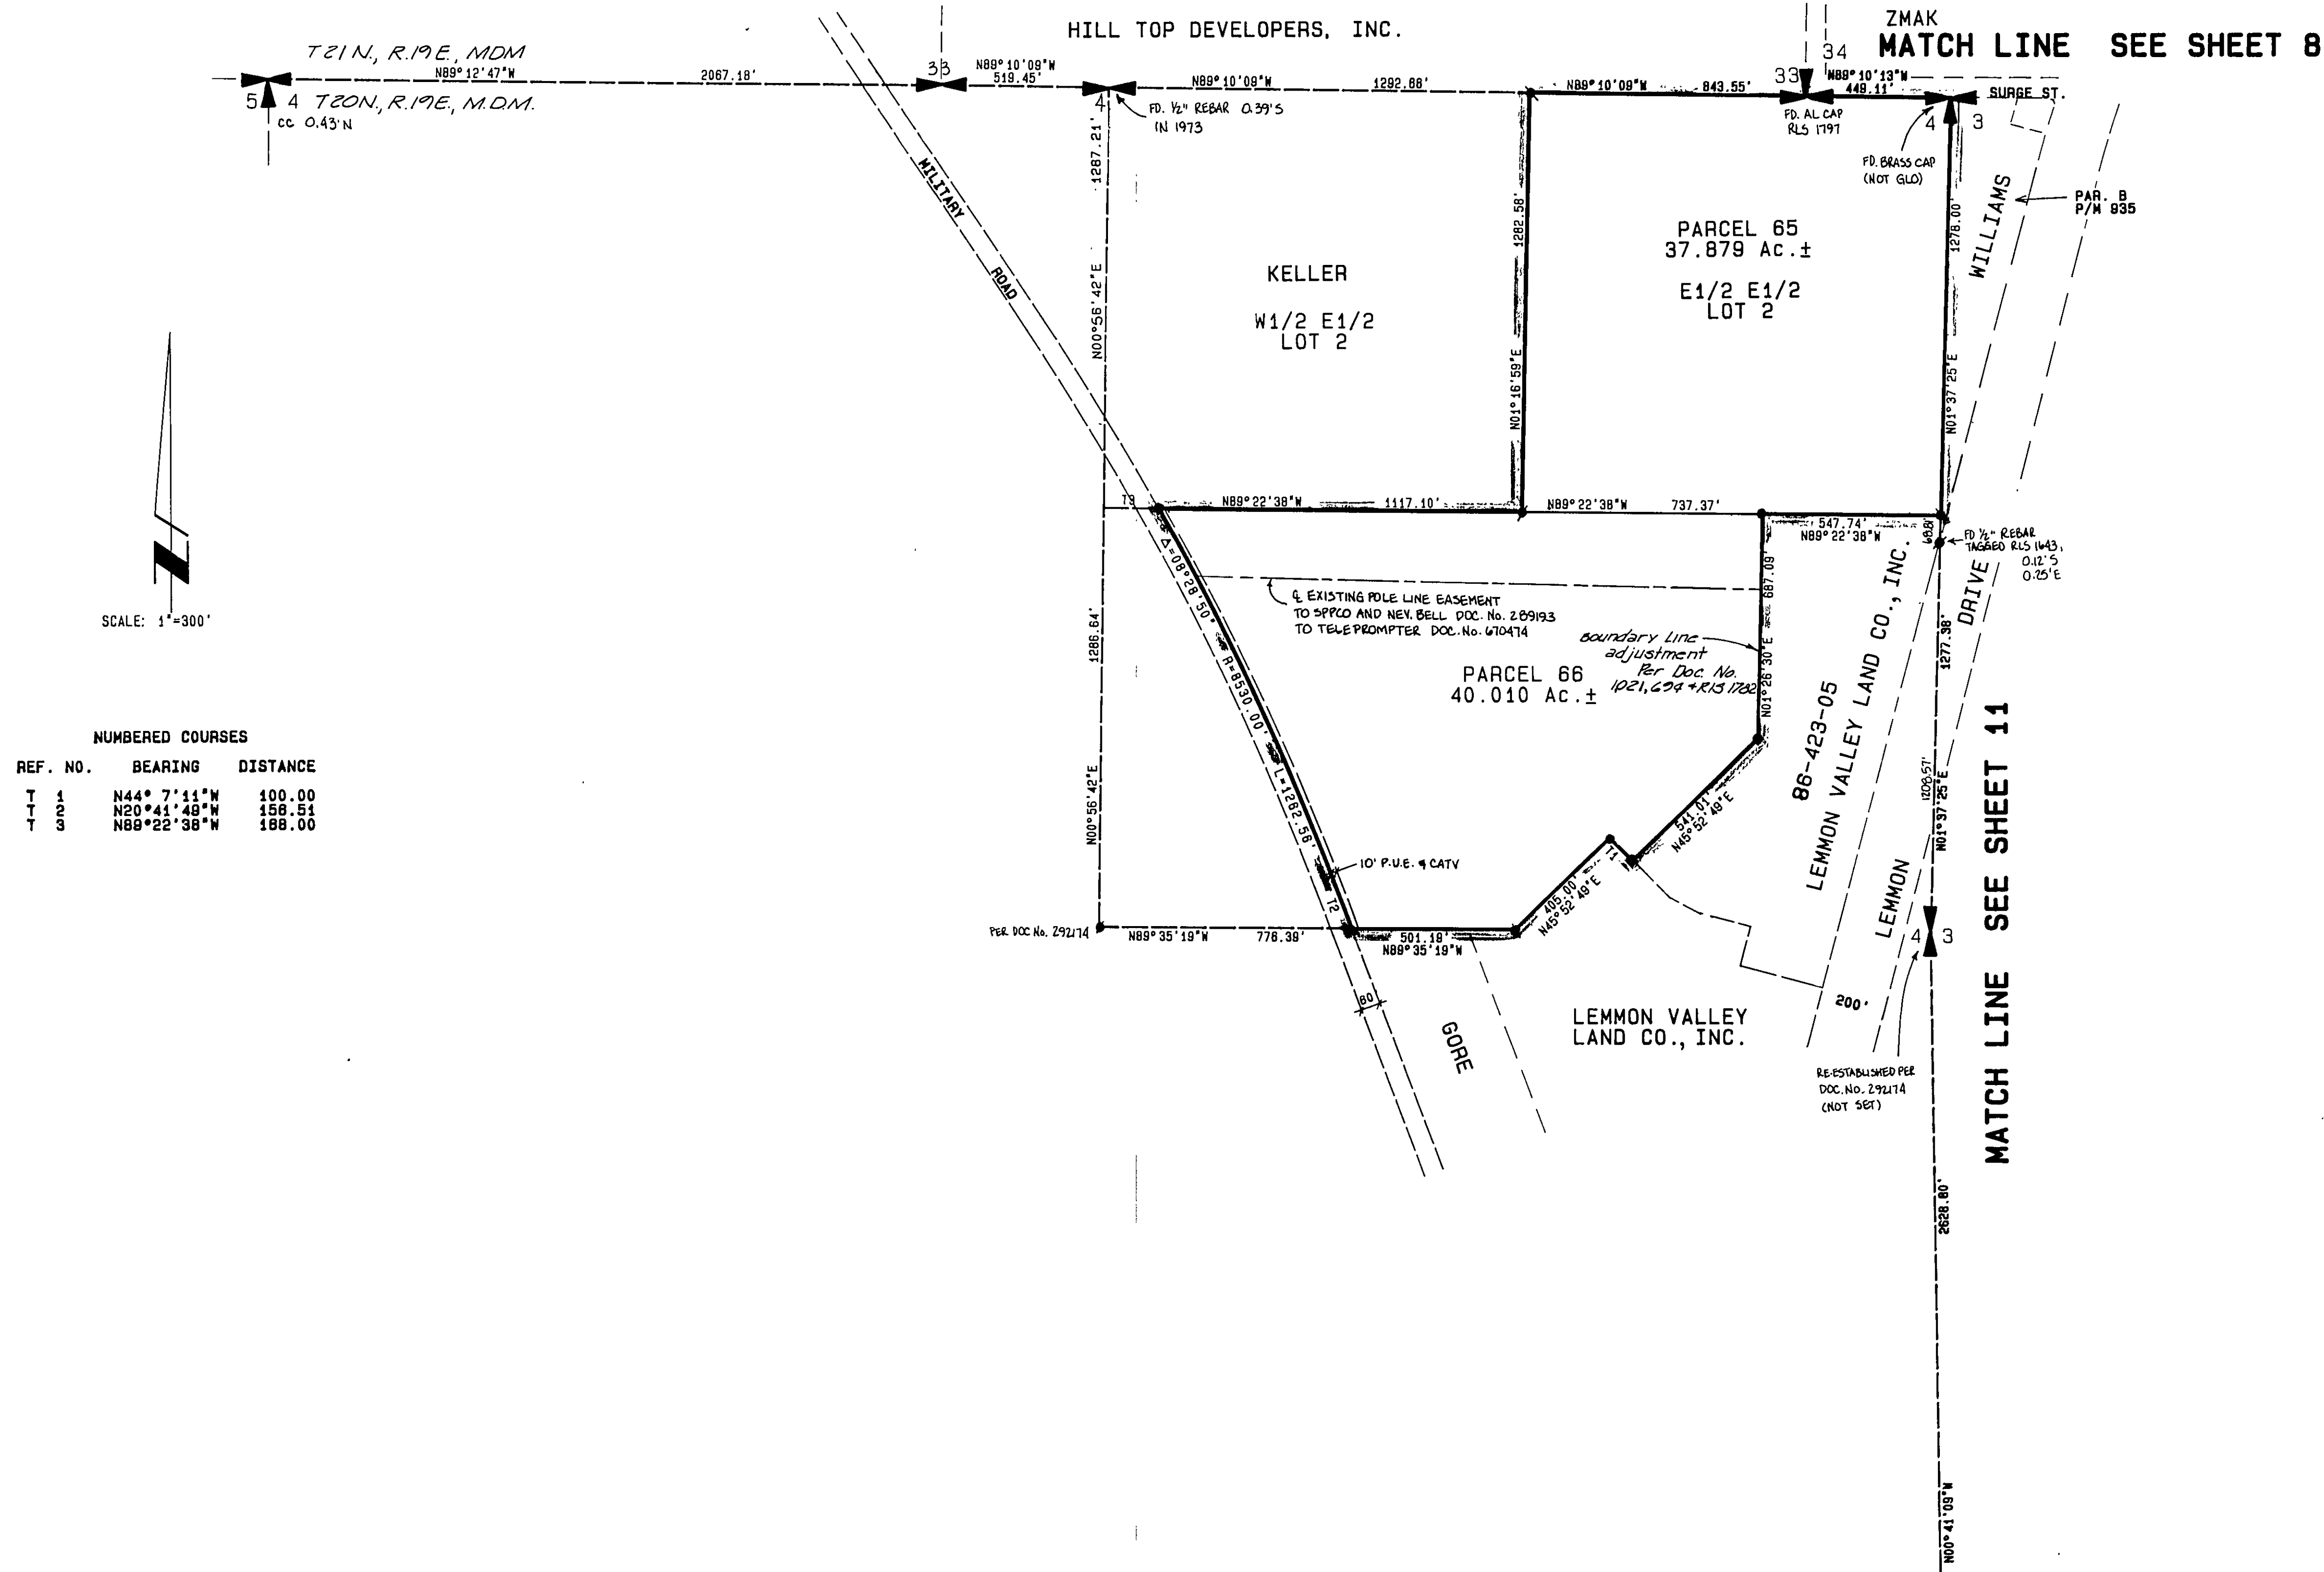 HILL TOP DEVELOPERS, INC.
ZMAK
MATCH LINE SEE SHEET 8
T21N., R.19E., MDM
N89°12'47"W 2067.18'
33
N89°10'09"W
519.45'
N89°10'09"W 1292.66'
N89°10'09"W 843.55'
33
34
N89°10'13"W
449.11'
SURGE ST.
5 4 T20N., R.19E., M.D.M.
CC 0.43'N
4
FD. ½" REBAR 0.39'S
IN 1973
FD. AL CAP
RLS 1797
4 3
FD. BRASS CAP
(NOT GLO)
WILLIAMS
PAR. B
P/M 935
MILITARY
ROAD
1287.21'
N00°56'42"E
KELLER
W1/2 E1/2
LOT 2
1282.58'
N01°16'59"E
PARCEL 65
37.879 Ac.±
E1/2 E1/2
LOT 2
1278.00'
N01°37'25"E
SCALE: 1"=300'
T3
N89°22'38"W 1117.10'
N89°22'38"W 737.37'
547.74'
N89°22'38"W
FD ½" REBAR
TAGGED RLS 1643,
0.12'S
0.25'E
Δ=08°28'50" R=8530.00' L=1262.56'
T2
℄ EXISTING POLE LINE EASEMENT
TO SPPCO AND NEV. BELL DOC. No. 289193
TO TELEPROMPTER DOC. No. 670474
687.09'
N01°26'30"E
Boundary Line
adjustment
Per Doc. No.
1021,694 + R/S 1782
PARCEL 66
40.010 Ac.±
86-423-05
LEMMON VALLEY LAND CO., INC.
LEMMON
DRIVE
1277.38'
1208.57'
N01°37'25"E
MATCH LINE SEE SHEET 11
1286.64'
N00°56'42"E
NUMBERED COURSES
REF. NO. BEARING DISTANCE
T 1 N44° 7'11"W 100.00
T 2 N20°41'49"W 156.51
T 3 N89°22'38"W 188.00
541.01'
N45°52'49"E
T1
405.00'
N45°52'49"E
10' P.U.E. & CATV
PER DOC No. 292174
N89°35'19"W 776.39'
501.19'
N89°35'19"W
80'
GORE
LEMMON VALLEY
LAND CO., INC.
200'
4 3
RE-ESTABLISHED PER
DOC. No. 292174
(NOT SET)
2628.80'
N00°41'09"W